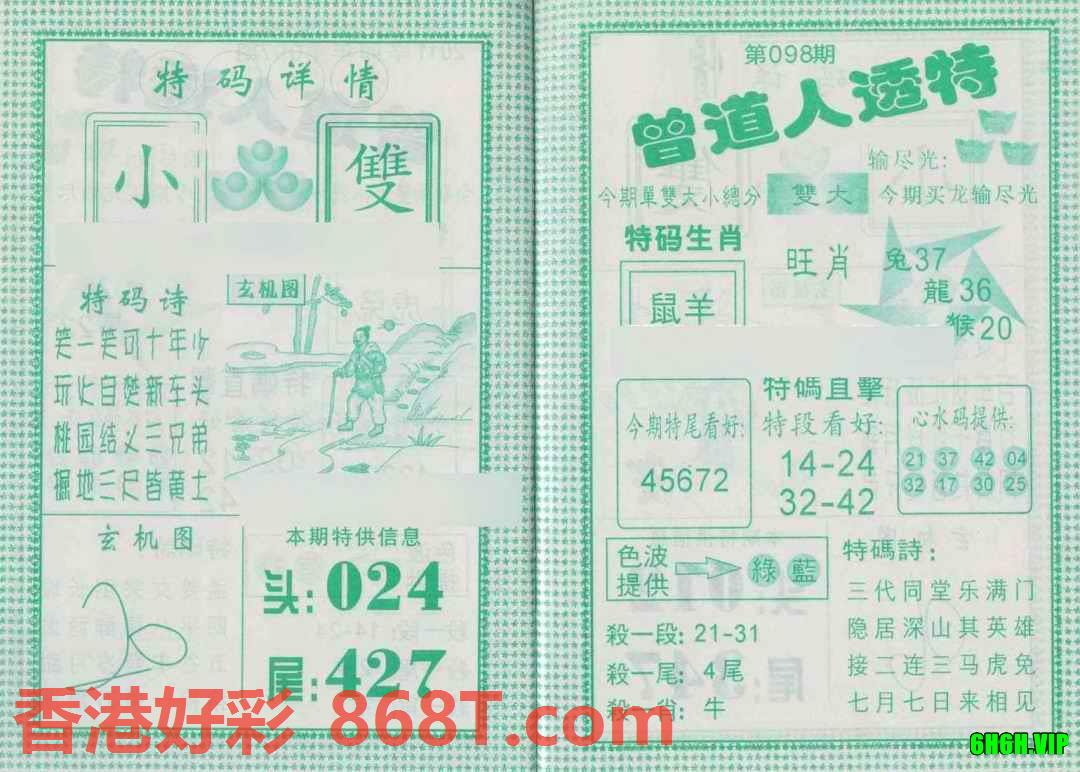 特码详情
小 雙
特码诗
笑一笑可十年少
玩火自焚新车头
桃园结义三兄弟
掘地三尺皆黄土
玄机图
玄机图
本期特供信息
头:024
尾:427
第098期
曾道人透特
输尽光:
今期單雙大小總分 雙大 今期买龙输尽光
特码生肖
鼠羊
旺肖
兔37
龍36
猴20
今期特尾看好:
45672
特碼直擊
特段看好:
14-24
32-42
心水码提供:
21 37 42 04
32 17 30 25
色波
提供
綠 藍
殺一段: 21-31
殺一尾: 4尾
殺一肖: 牛
特碼詩:
三代同堂乐满门
隐居深山其英雄
接二连三马虎兔
七月七日来相见
香港好彩 868T.com
6H6H.VIP